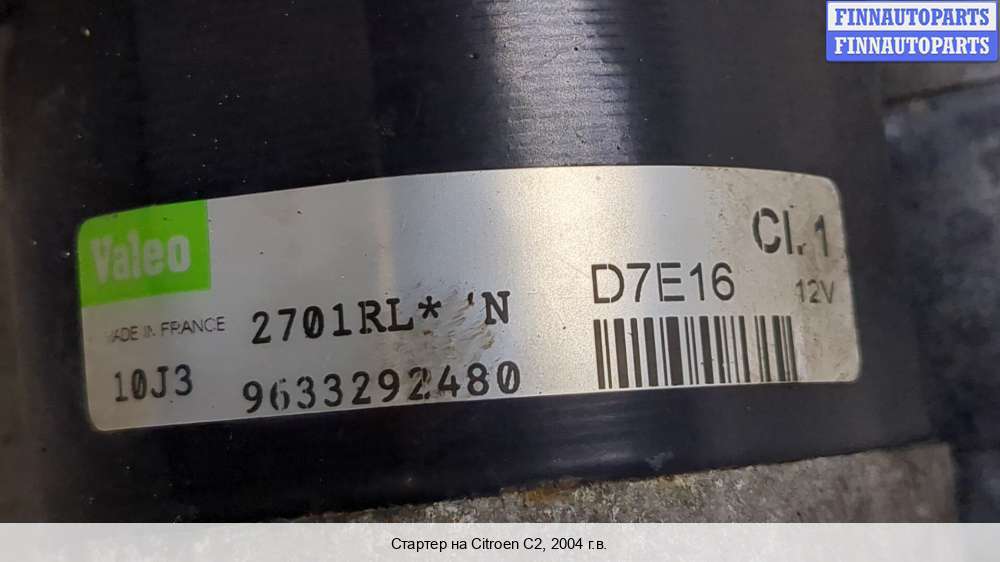 FINNAUTOPARTS
FINNAUTOPARTS
Valeo
Cl. 1
D7E16
12V
MADE IN FRANCE
2701RL* 'N
10J3
9633292480
Стартер на Citroen C2, 2004 г.в.